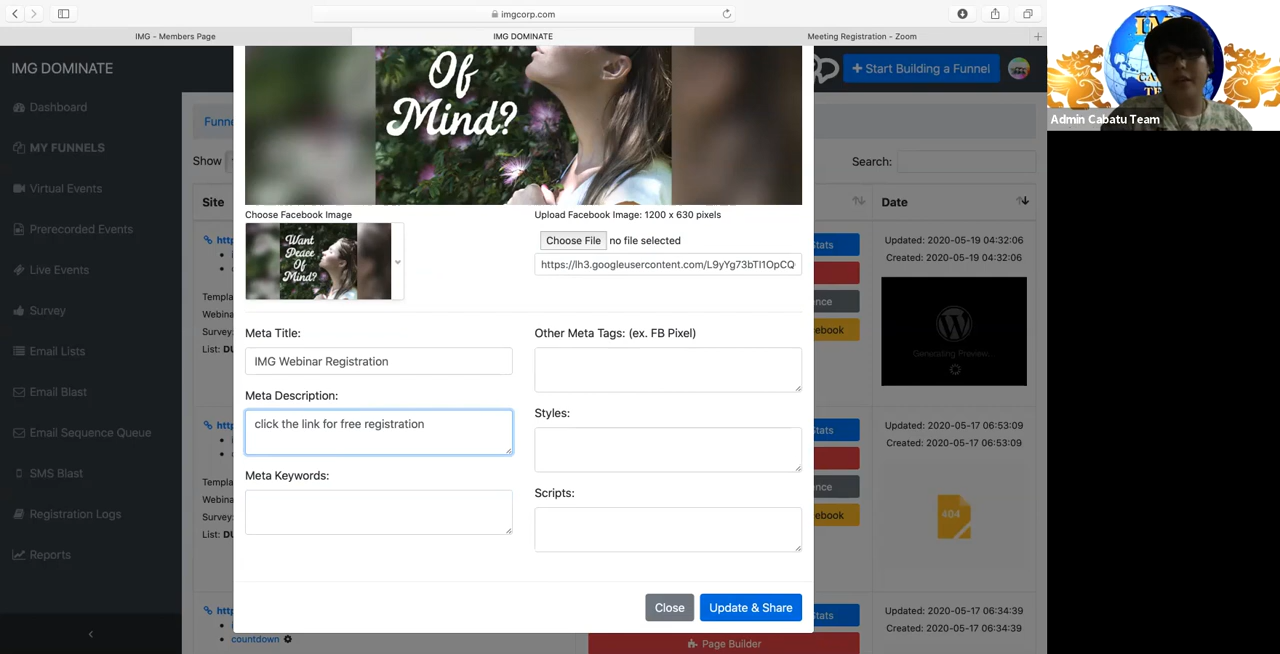 imgcorp.com
IMG - Members Page
IMG DOMINATE
Meeting Registration - Zoom
IMG DOMINATE
Start Building a Funnel
Dashboard
MY FUNNELS
Virtual Events
Prerecorded Events
Live Events
Survey
Email Lists
Email Blast
Email Sequence Queue
SMS Blast
Registration Logs
Reports
Show
Search:
Site
Date
Of
Mind?
Choose Facebook Image
Want
Peace
Of
Mind?
Upload Facebook Image: 1200 x 630 pixels
Choose File no file selected
https://lh3.googleusercontent.com/L9yYg73bTI1OpCQ
Meta Title:
IMG Webinar Registration
Meta Description:
click the link for free registration
Meta Keywords:
Other Meta Tags: (ex. FB Pixel)
Styles:
Scripts:
Close
Update & Share
Updated: 2020-05-19 04:32:06
Created: 2020-05-19 04:32:06
Generating Preview...
Updated: 2020-05-17 06:53:09
Created: 2020-05-17 06:53:09
404
Updated: 2020-05-17 06:34:39
Created: 2020-05-17 06:34:39
countdown
Page Builder
IMG
Admin Cabatu Team